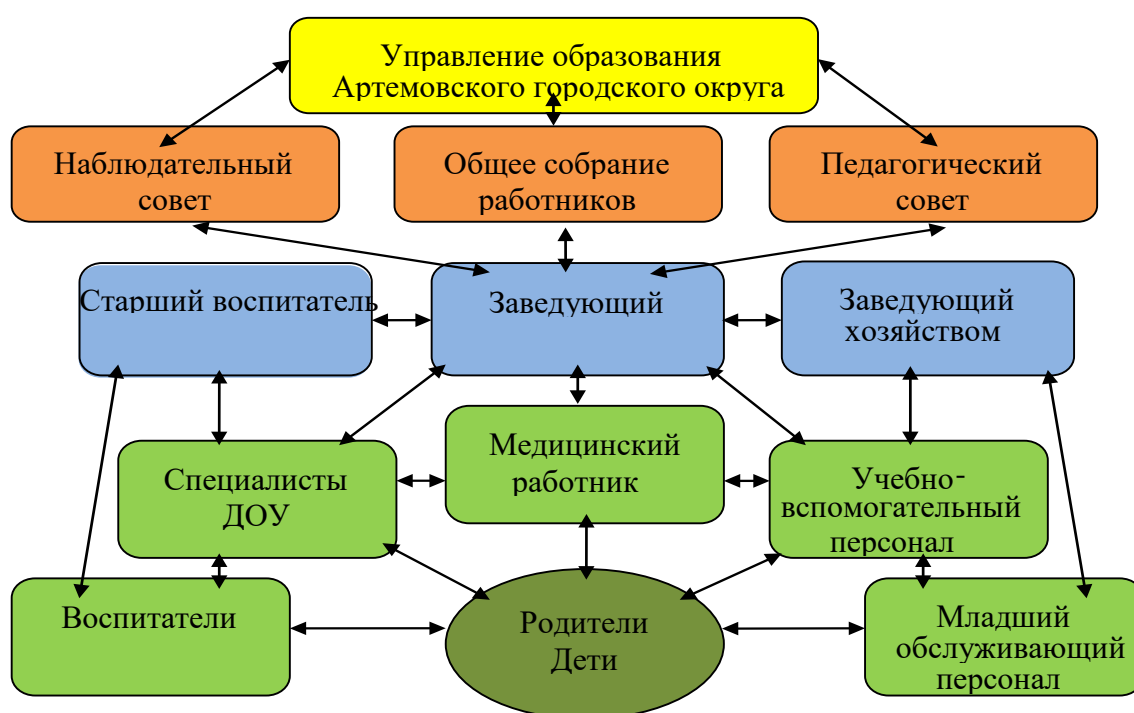 Управление образования
Артемовского городского округа
Наблюдательный
совет
Общее собрание
работников
Педагогический
совет
Старший воспитатель
Заведующий
Заведующий
хозяйством
Специалисты
ДОУ
Медицинский
работник
Учебно-
вспомогательный
персонал
Воспитатели
Родители
Дети
Младший
обслуживающий
персонал